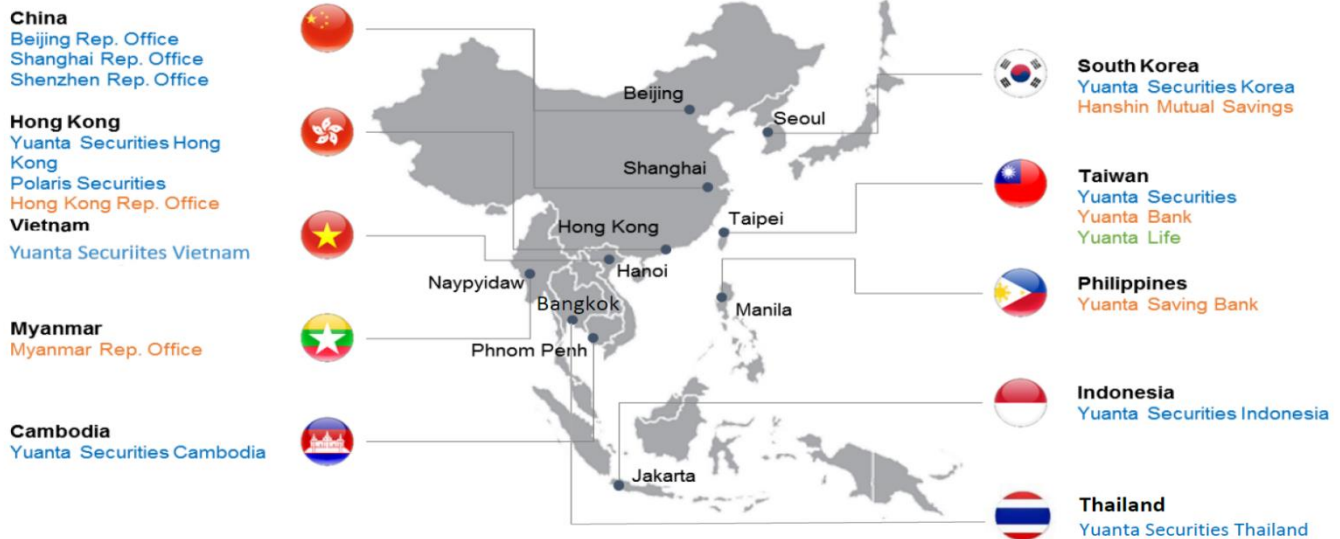 China
Beijing Rep. Office
Shanghai Rep. Office
Shenzhen Rep. Office
Hong Kong
Yuanta Securities Hong
Kong
Polaris Securities
Hong Kong Rep. Office
Vietnam
Yuanta Securiites Vietnam
Myanmar
Myanmar Rep. Office
Cambodia
Yuanta Securities Cambodia
Beijing
Seoul
Shanghai
Taipei
Hong Kong
Hanoi
Naypyidaw
Bangkok
Manila
Phnom Penh
Jakarta
South Korea
Yuanta Securities Korea
Hanshin Mutual Savings
Taiwan
Yuanta Securities
Yuanta Bank
Yuanta Life
Philippines
Yuanta Saving Bank
Indonesia
Yuanta Securities Indonesia
Thailand
Yuanta Securities Thailand